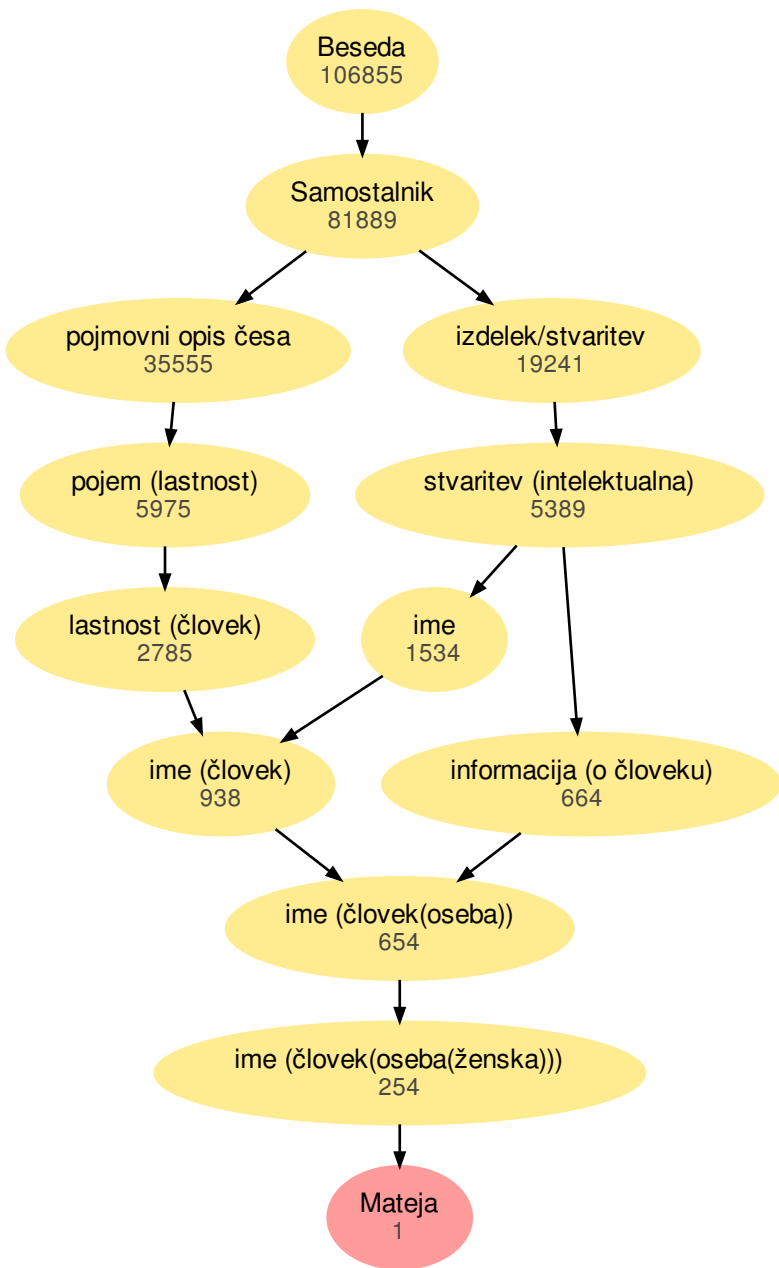 Beseda
106855
Samostalnik
81889
pojmovni opis česa
35555
izdelek/stvaritev
19241
pojem (lastnost)
5975
stvaritev (intelektualna)
5389
lastnost (človek)
2785
ime
1534
ime (človek)
938
informacija (o človeku)
664
ime (človek(oseba))
654
ime (človek(oseba(ženska)))
254
Mateja
1